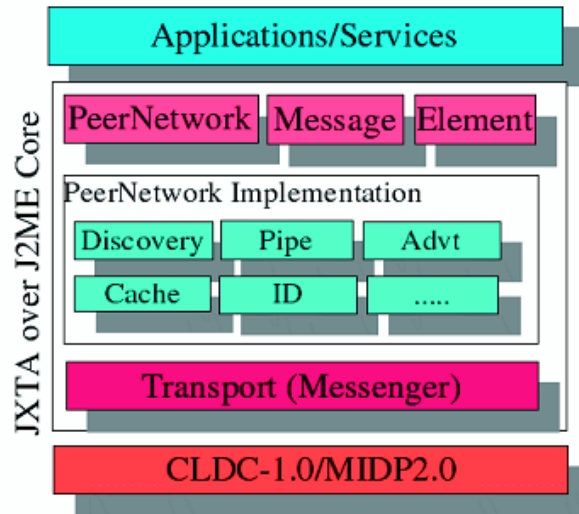 Applications/Services
JXTA over J2ME Core
PeerNetwork Message Element
PeerNetwork Implementation
Discovery Pipe Advt
Cache ID .....
Transport (Messenger)
CLDC-1.0/MIDP2.0